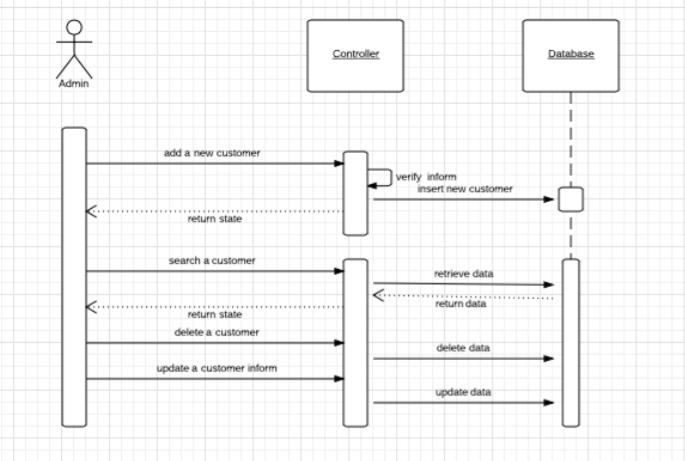 Controller
Database
Admin
add a new customer
verify inform
insert new customer
return state
search a customer
retrieve data
return data
return state
delete a customer
delete data
update a customer inform
update data